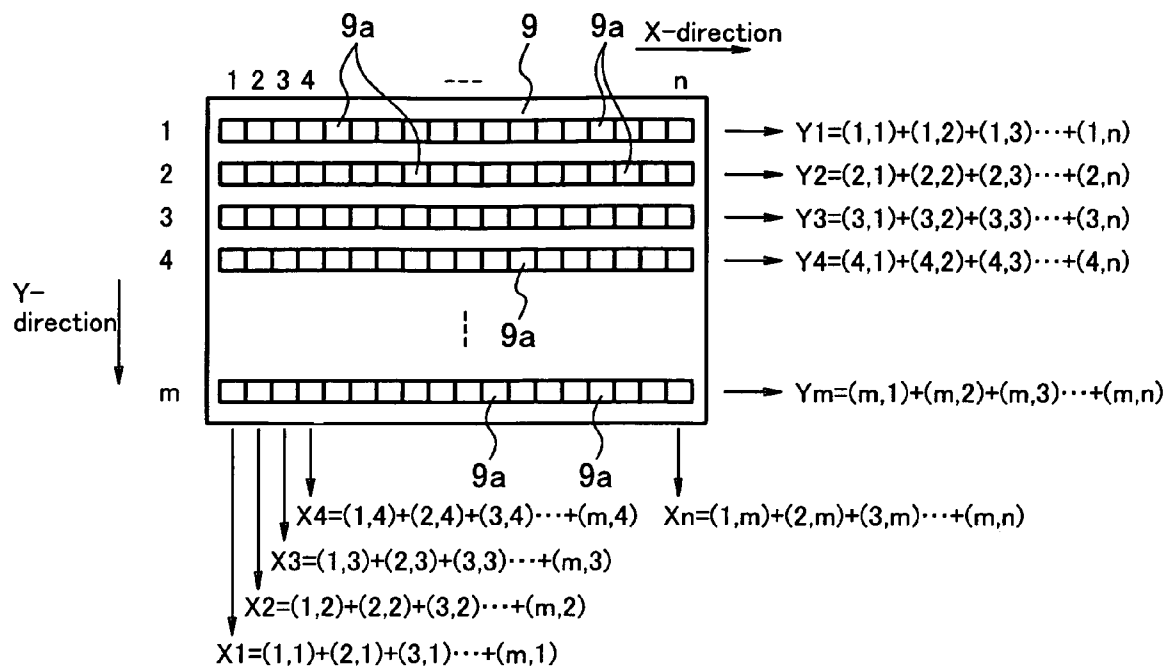 9a 9 9a X-direction
1 2 3 4 --- n
1 Y1=(1,1)+(1,2)+(1,3)···+(1,n)
2 Y2=(2,1)+(2,2)+(2,3)···+(2,n)
3 Y3=(3,1)+(3,2)+(3,3)···+(3,n)
4 Y4=(4,1)+(4,2)+(4,3)···+(4,n)
Y-
direction
9a
m Ym=(m,1)+(m,2)+(m,3)···+(m,n)
9a 9a
X4=(1,4)+(2,4)+(3,4)···+(m,4) Xn=(1,m)+(2,m)+(3,m)···+(m,n)
X3=(1,3)+(2,3)+(3,3)···+(m,3)
X2=(1,2)+(2,2)+(3,2)···+(m,2)
X1=(1,1)+(2,1)+(3,1)···+(m,1)